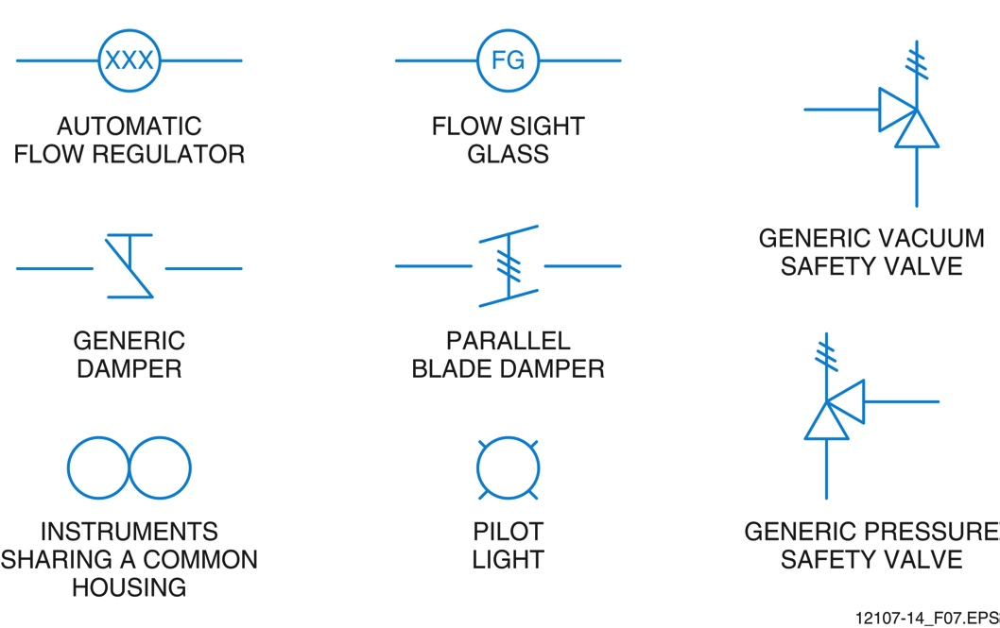 XXX
AUTOMATIC
FLOW REGULATOR
FG
FLOW SIGHT
GLASS
GENERIC VACUUM
SAFETY VALVE
GENERIC
DAMPER
PARALLEL
BLADE DAMPER
INSTRUMENTS
SHARING A COMMON
HOUSING
PILOT
LIGHT
GENERIC PRESSURE
SAFETY VALVE
12107-14_F07.EPS